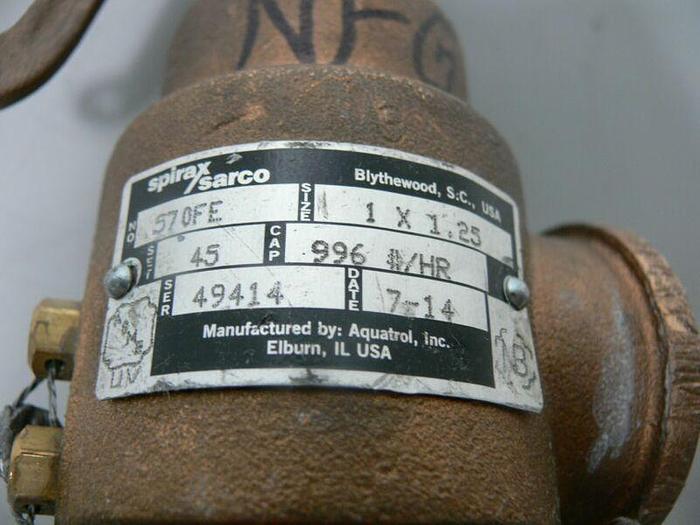 NFG
spirax/sarco Blythewood, S.C., USA
NO 570FE SIZE 1 X 1.25
SET 45 CAP 996 #/HR
SER 49414 DATE 7-14
Manufactured by: Aquatrol, Inc.
Elburn, IL USA
UV
NB